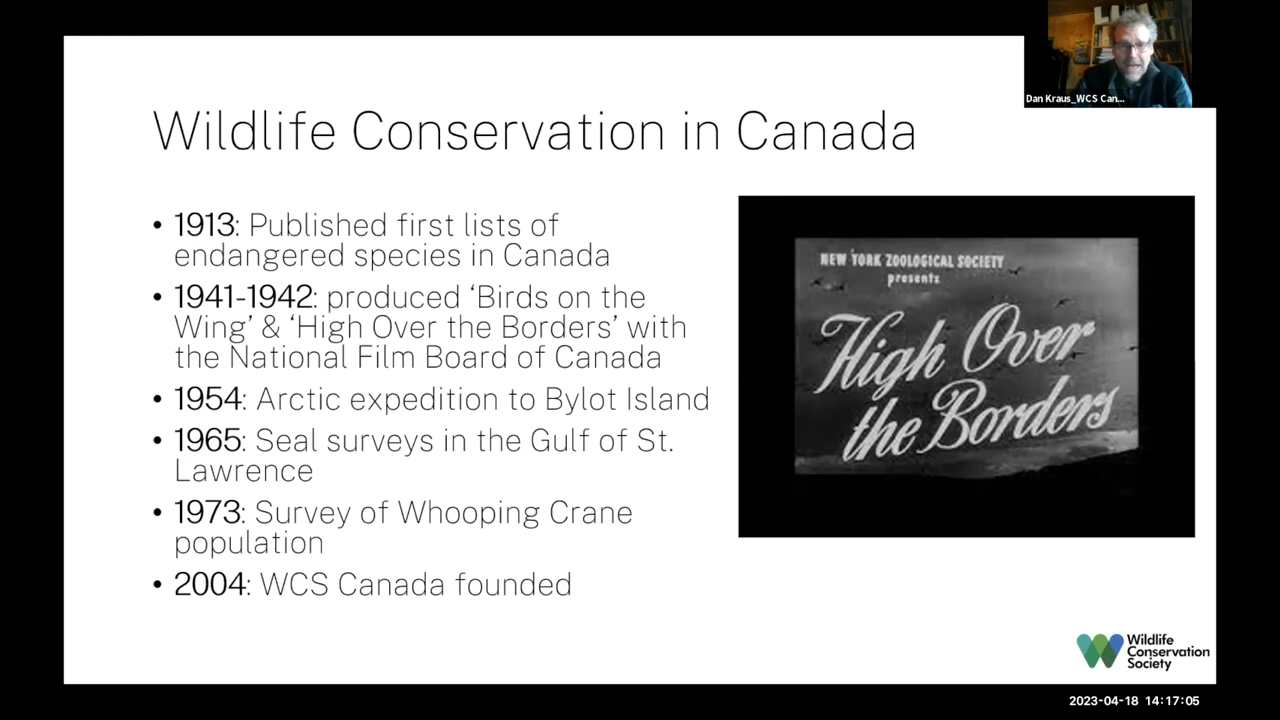 Dan Kraus_WCS Can...
Wildlife Conservation in Canada
• 1913: Published first lists of
endangered species in Canada
• 1941-1942: produced ‘Birds on the
Wing’ & ‘High Over the Borders’ with
the National Film Board of Canada
• 1954: Arctic expedition to Bylot Island
• 1965: Seal surveys in the Gulf of St.
Lawrence
• 1973: Survey of Whooping Crane
population
• 2004: WCS Canada founded
NEW YORK ZOOLOGICAL SOCIETY
presents
High Over
the Borders
Wildlife
Conservation
Society
2023-04-18 14:17:05